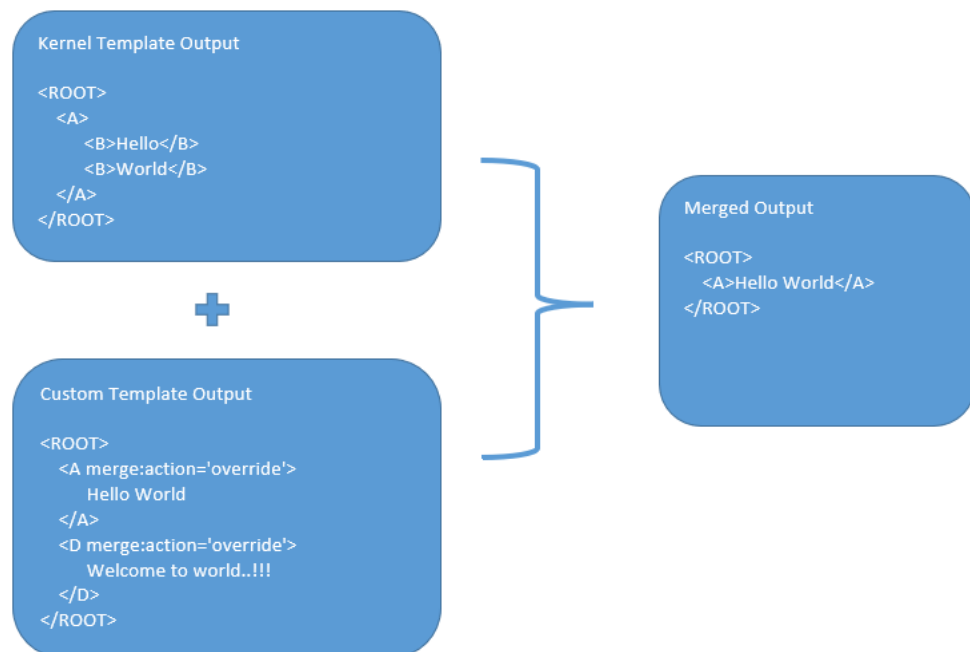 Kernel Template Output
<ROOT>
<A>
<B>Hello</B>
<B>World</B>
</A>
</ROOT>
Custom Template Output
<ROOT>
<A merge:action='override'>
Hello World
</A>
<D merge:action='override'>
Welcome to world..!!!
</D>
</ROOT>
Merged Output
<ROOT>
<A>Hello World</A>
</ROOT>